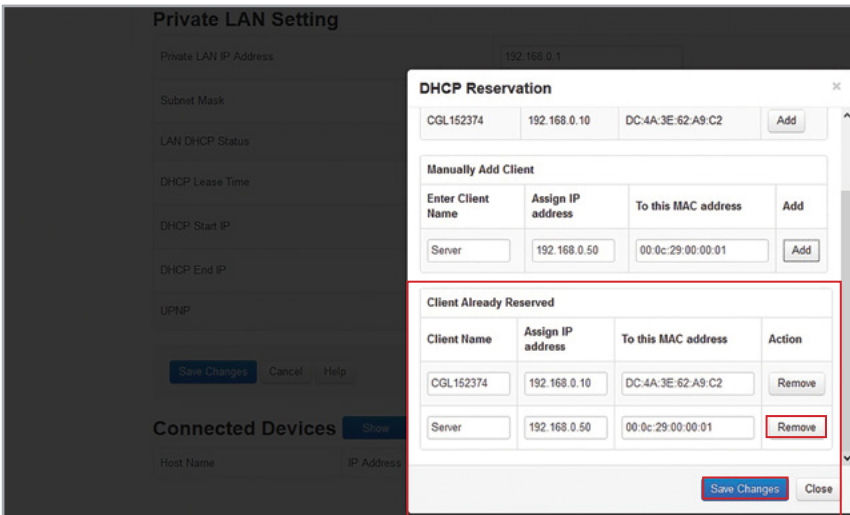 Private LAN Setting
Private LAN IP Address 192.168.0.1
Subnet Mask
LAN DHCP Status
DHCP Lease Time
DHCP Start IP
DHCP End IP
UPNP
Save Changes Cancel Help
Connected Devices Show
Host Name IP Address
DHCP Reservation ×
CGL152374 192.168.0.10 DC:4A:3E:62:A9:C2 Add
Manually Add Client
Enter Client Name Assign IP address To this MAC address Add
Server 192.168.0.50 00:0c:29:00:00:01 Add
Client Already Reserved
Client Name Assign IP address To this MAC address Action
CGL152374 192.168.0.10 DC:4A:3E:62:A9:C2 Remove
Server 192.168.0.50 00:0c:29:00:00:01 Remove
Save Changes Close